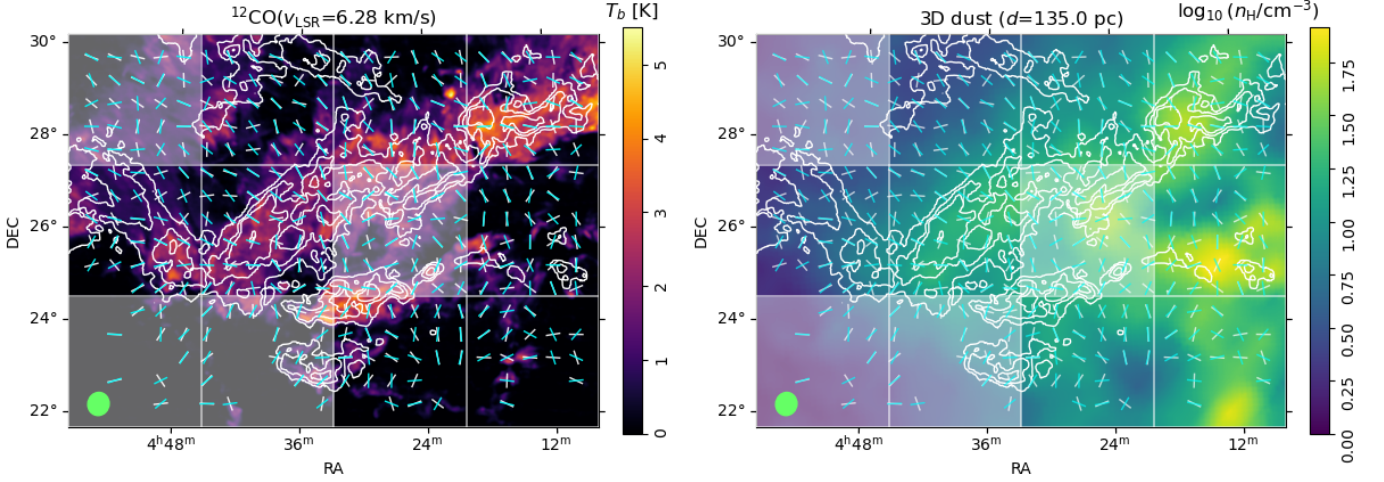 ¹²CO(v_LSR=6.28 km/s)
T_b [K]
30°
28°
26°
24°
22°
DEC
4ʰ48ᵐ
36ᵐ
24ᵐ
12ᵐ
RA
5
4
3
2
1
0
3D dust (d=135.0 pc)
log₁₀ (n_H/cm⁻³)
30°
28°
26°
24°
22°
DEC
4ʰ48ᵐ
36ᵐ
24ᵐ
12ᵐ
RA
1.75
1.50
1.25
1.00
0.75
0.50
0.25
0.00